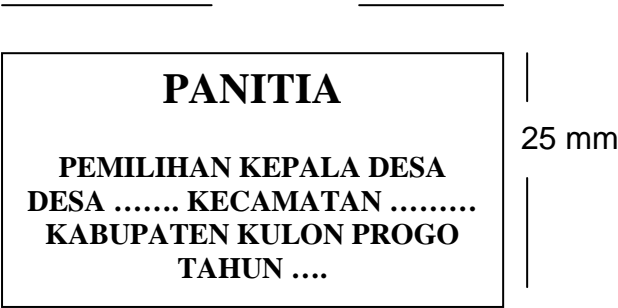 PANITIA
25 mm
PEMILIHAN KEPALA DESA
DESA ……. KECAMATAN ………
KABUPATEN KULON PROGO
TAHUN ….